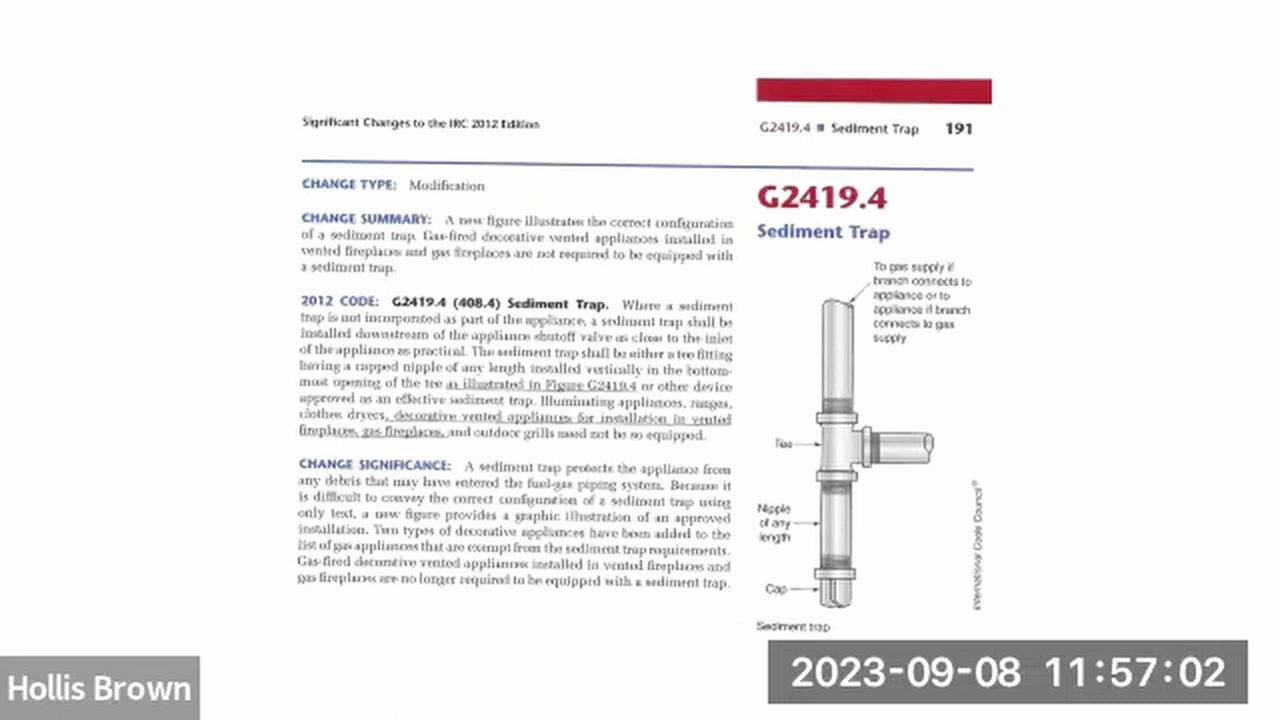 Significant Changes to the IRC 2012 Edition
G2419.4 ■ Sediment Trap 191
CHANGE TYPE: Modification
CHANGE SUMMARY: A new figure illustrates the correct configuration
of a sediment trap. Gas-fired decorative vented appliances installed in
vented fireplaces and gas fireplaces are not required to be equipped with
a sediment trap.
2012 CODE: G2419.4 (408.4) Sediment Trap. Where a sediment
trap is not incorporated as part of the appliance, a sediment trap shall be
installed downstream of the appliance shutoff valve as close to the inlet
of the appliance as practical. The sediment trap shall be either a tee fitting
having a capped nipple of any length installed vertically in the bottom-
most opening of the tee as illustrated in Figure G2419.4 or other device
approved as an effective sediment trap. Illuminating appliances, ranges,
clothes dryers, decorative vented appliances for installation in vented
fireplaces, gas fireplaces, and outdoor grills need not be so equipped.
CHANGE SIGNIFICANCE: A sediment trap protects the appliance from
any debris that may have entered the fuel-gas piping system. Because it
is difficult to convey the correct configuration of a sediment trap using
only text, a new figure provides a graphic illustration of an approved
installation. Two types of decorative appliances have been added to the
list of gas appliances that are exempt from the sediment trap requirements.
Gas-fired decorative vented appliances installed in vented fireplaces and
gas fireplaces are no longer required to be equipped with a sediment trap.
G2419.4
Sediment Trap
To gas supply if
branch connects to
appliance or to
appliance if branch
connects to gas
supply
Tee
Nipple
of any
length
Cap
International Code Council®
Sediment trap
Hollis Brown
2023-09-08 11:57:02